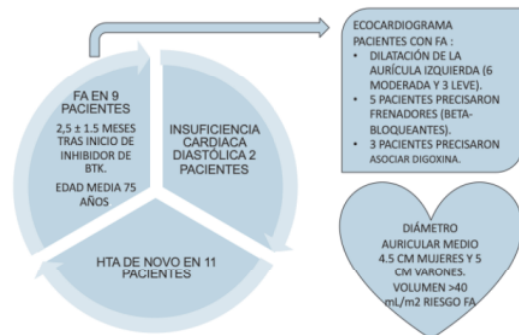 FA EN 9
PACIENTES
2,5 ± 1.5 MESES
TRAS INICIO DE
INHIBIDOR DE
BTK.
EDAD MEDIA 75
AÑOS
INSUFICIENCIA
CARDIACA
DIASTÓLICA 2
PACIENTES
HTA DE NOVO EN 11
PACIENTES
ECOCARDIOGRAMA
PACIENTES CON FA :
• DILATACIÓN DE LA
AURÍCULA IZQUIERDA (6
MODERADA Y 3 LEVE).
• 5 PACIENTES PRECISARON
FRENADORES (BETA-
BLOQUEANTES).
• 3 PACIENTES PRECISARON
ASOCIAR DIGOXINA.
DIÁMETRO
AURICULAR MEDIO
4.5 CM MUJERES Y 5
CM VARONES.
VOLUMEN >40
mL/m2 RIESGO FA